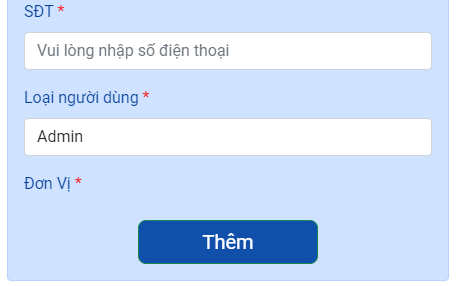 SĐT *
Vui lòng nhập số điện thoại
Loại người dùng *
Admin
Đơn Vị *
Thêm